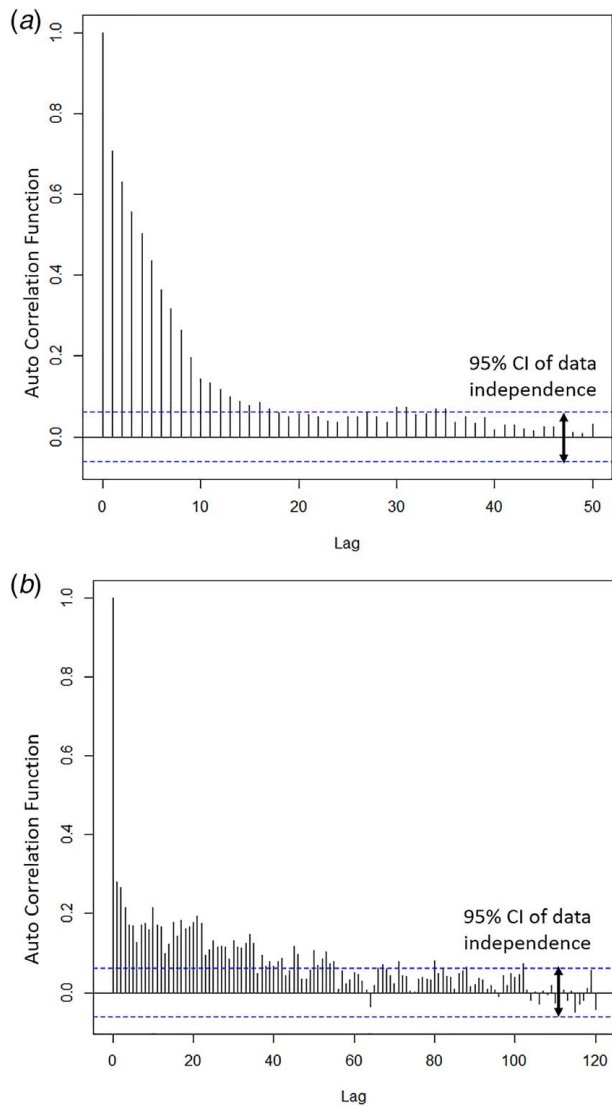 (a)
1.0
0.8
0.6
0.4
0.2
0.0
Auto Correlation Function
95% CI of data
independence
0 10 20 30 40 50
Lag
(b)
1.0
0.8
0.6
0.4
0.2
0.0
Auto Correlation Function
95% CI of data
independence
0 20 40 60 80 100 120
Lag